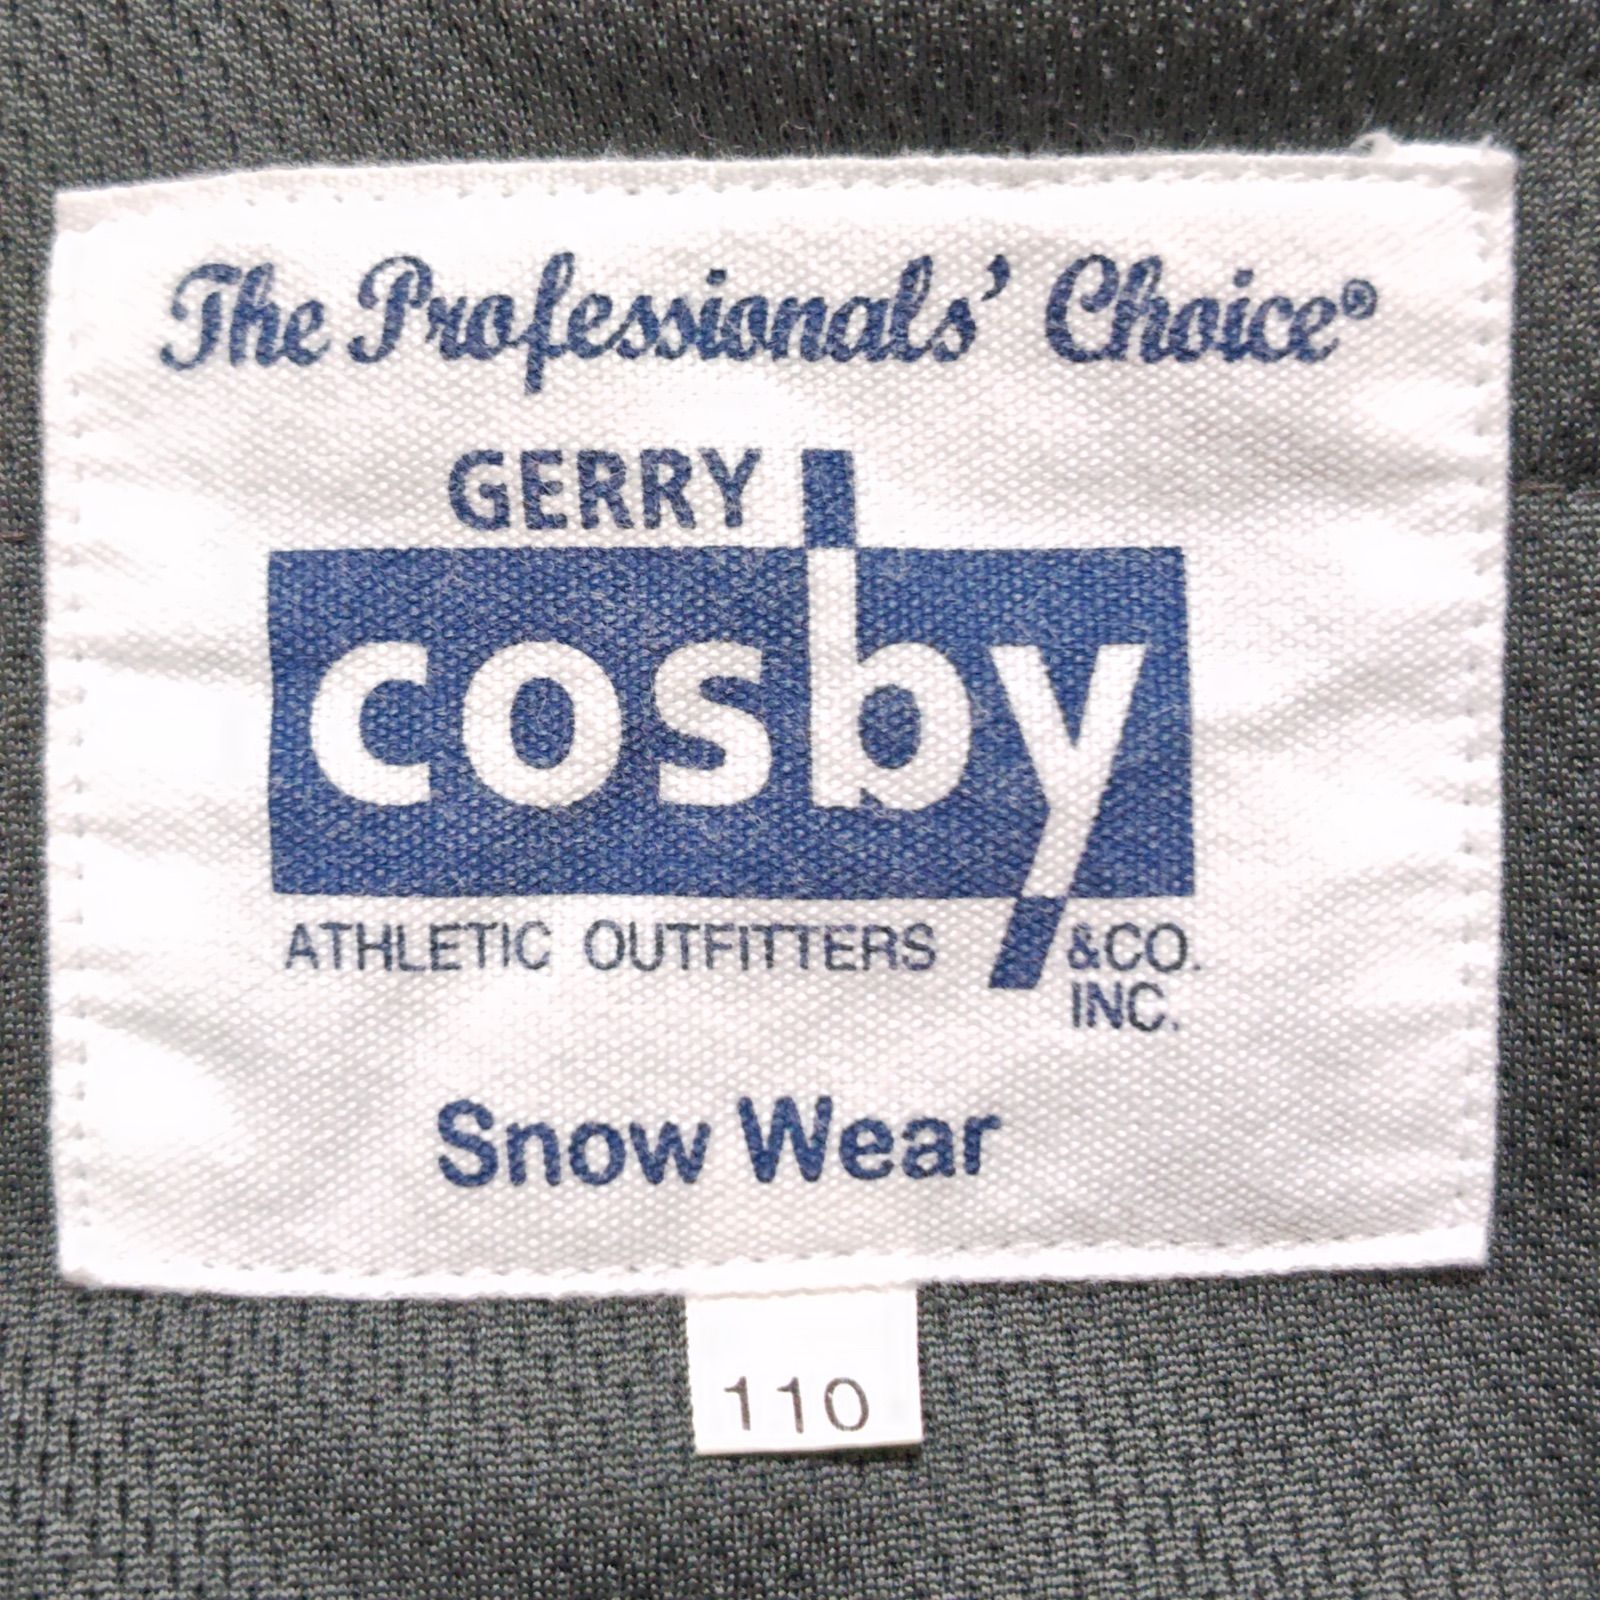 The Professionals' Choice®
GERRY
cosby
ATHLETIC OUTFITTERS &CO.
INC.
Snow Wear
110